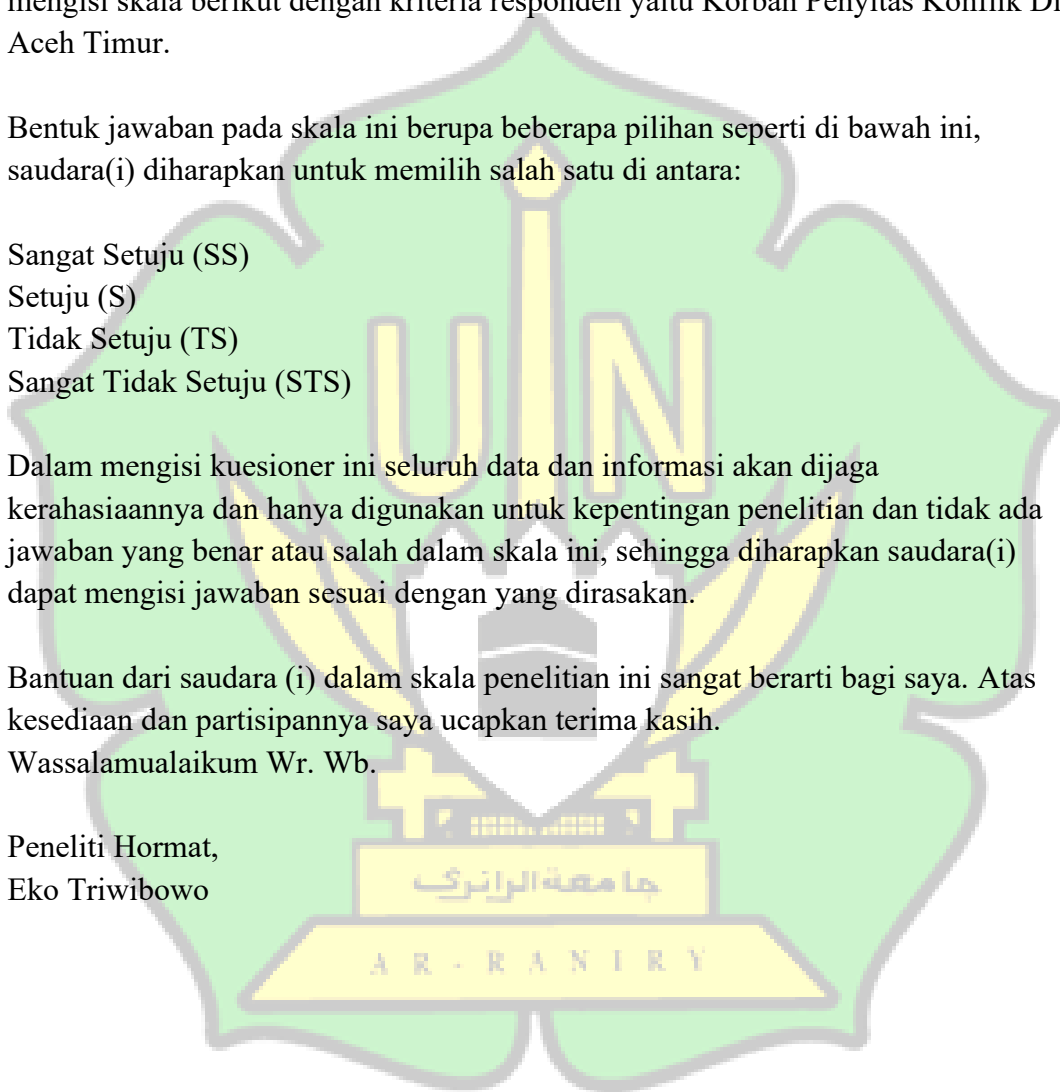 mengisi skala berikut dengan kriteria responden yaitu Korban Penyitas Konflik Di
Aceh Timur.
Bentuk jawaban pada skala ini berupa beberapa pilihan seperti di bawah ini,
saudara(i) diharapkan untuk memilih salah satu di antara:
Sangat Setuju (SS)
Setuju (S)
Tidak Setuju (TS)
Sangat Tidak Setuju (STS)
UIN
Dalam mengisi kuesioner ini seluruh data dan informasi akan dijaga
kerahasiaannya dan hanya digunakan untuk kepentingan penelitian dan tidak ada
jawaban yang benar atau salah dalam skala ini, sehingga diharapkan saudara(i)
dapat mengisi jawaban sesuai dengan yang dirasakan.
Bantuan dari saudara (i) dalam skala penelitian ini sangat berarti bagi saya. Atas
kesediaan dan partisipannya saya ucapkan terima kasih.
Wassalamualaikum Wr. Wb.
Peneliti Hormat,
Eko Triwibowo
جامعة الرانري
AR-RANIRY